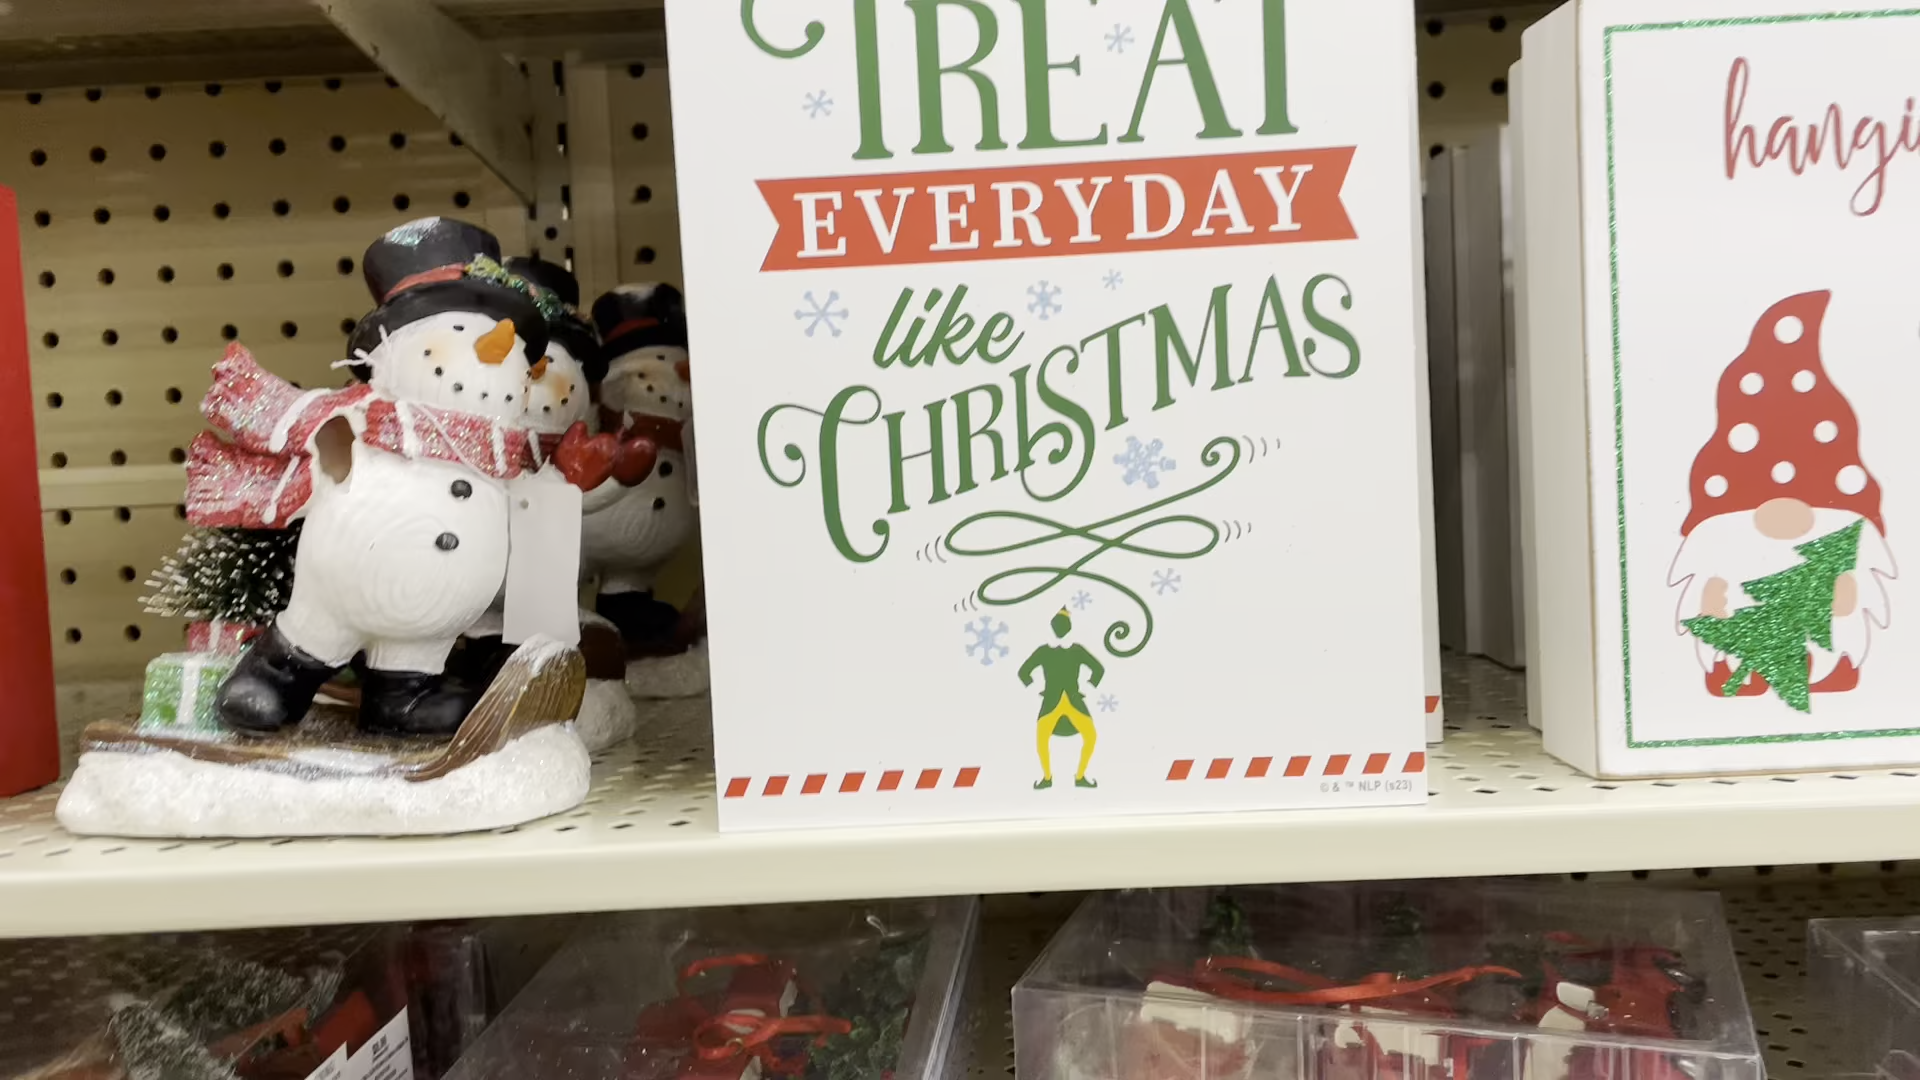 TREAT
EVERYDAY
like
CHRISTMAS
© & ™ NLP (s23)
hangi